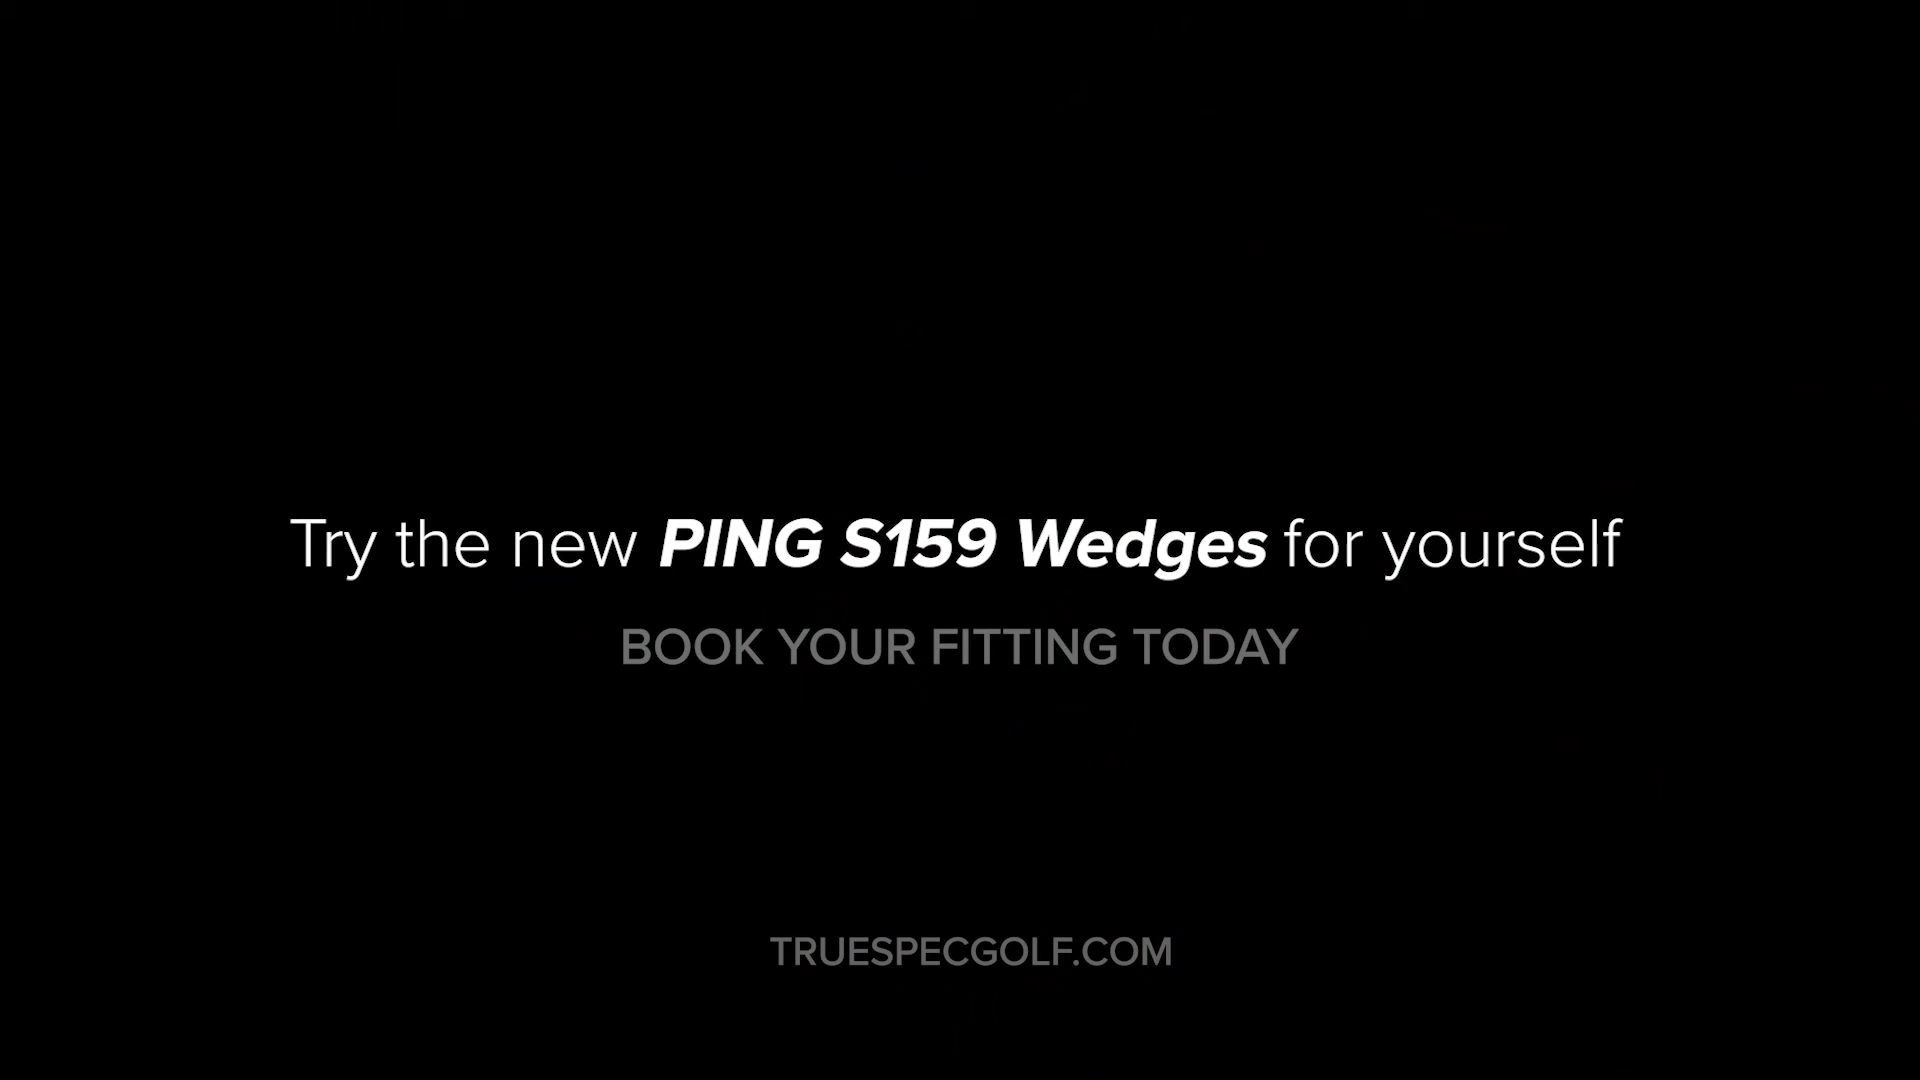 Try the new PING S159 Wedges for yourself
BOOK YOUR FITTING TODAY
TRUESPECGOLF.COM